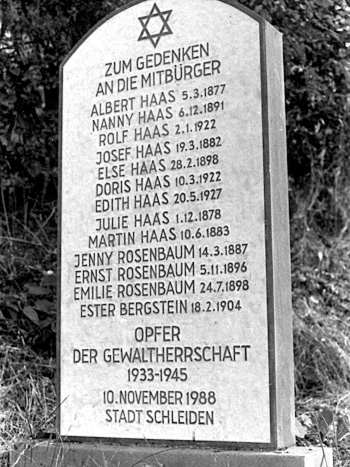 ZUM GEDENKEN
AN DIE MITBÜRGER
ALBERT HAAS 5.3.1877
NANNY HAAS 6.12.1891
ROLF HAAS 2.1.1922
JOSEF HAAS 19.3.1882
ELSE HAAS 28.2.1898
DORIS HAAS 10.3.1922
EDITH HAAS 20.5.1927
JULIE HAAS 1.12.1878
MARTIN HAAS 10.6.1883
JENNY ROSENBAUM 14.3.1887
ERNST ROSENBAUM 5.11.1896
EMILIE ROSENBAUM 24.7.1898
ESTER BERGSTEIN 18.2.1904
OPFER
DER GEWALTHERRSCHAFT
1933-1945
10.NOVEMBER 1988
STADT SCHLEIDEN